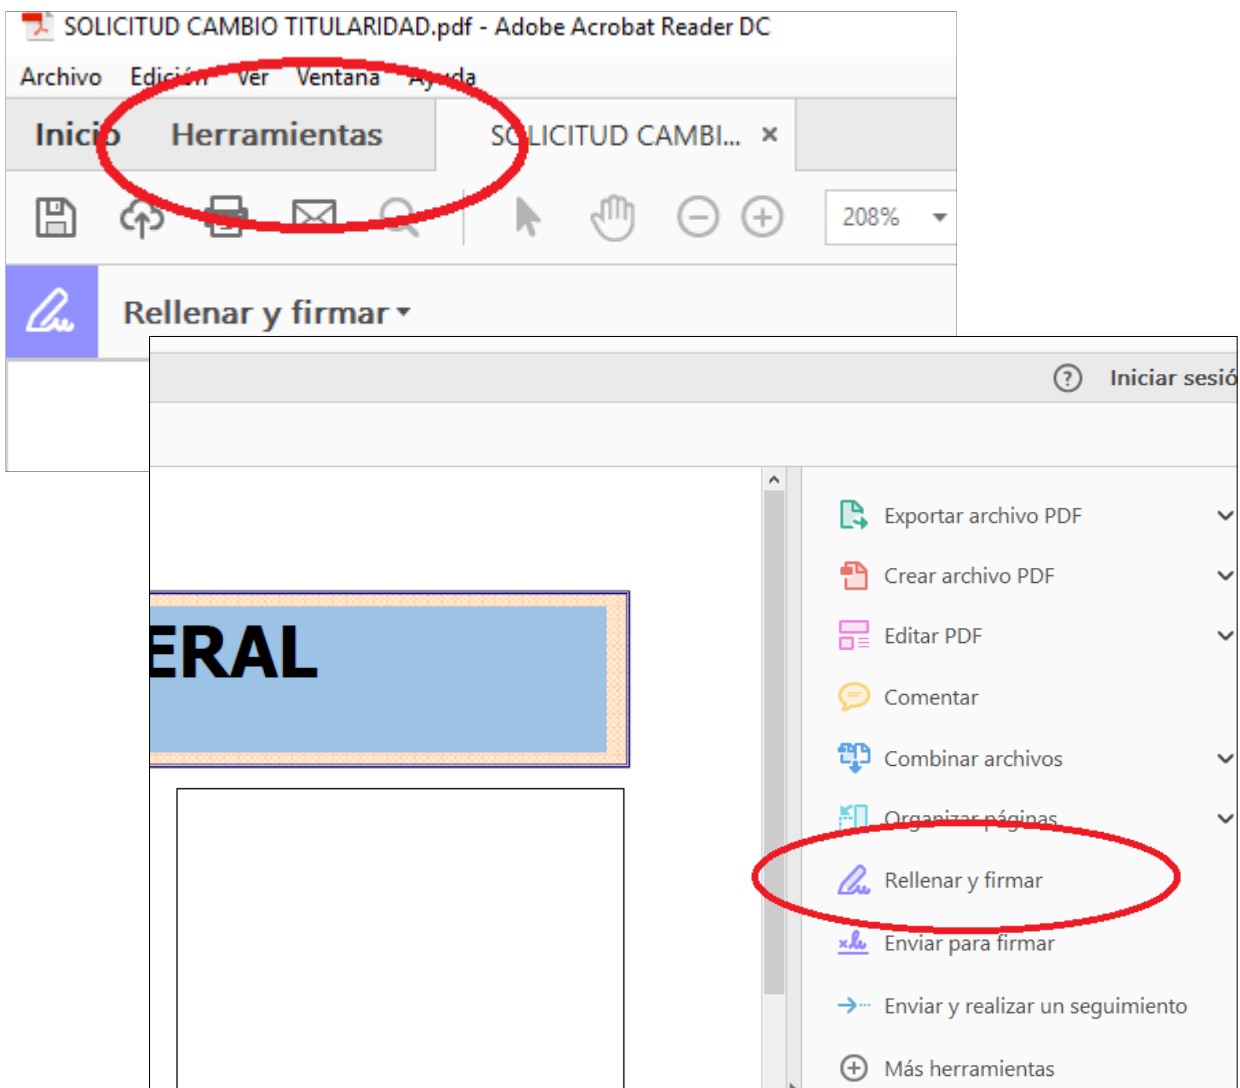 SOLICITUD CAMBIO TITULARIDAD.pdf - Adobe Acrobat Reader DC
Archivo Edición Ver Ventana Ayuda
Inicio Herramientas SOLICITUD CAMBI... ×
208%
Rellenar y firmar
? Iniciar sesió
Exportar archivo PDF
Crear archivo PDF
Editar PDF
ERAL
Comentar
Combinar archivos
Organizar páginas
Rellenar y firmar
Enviar para firmar
Enviar y realizar un seguimiento
Más herramientas